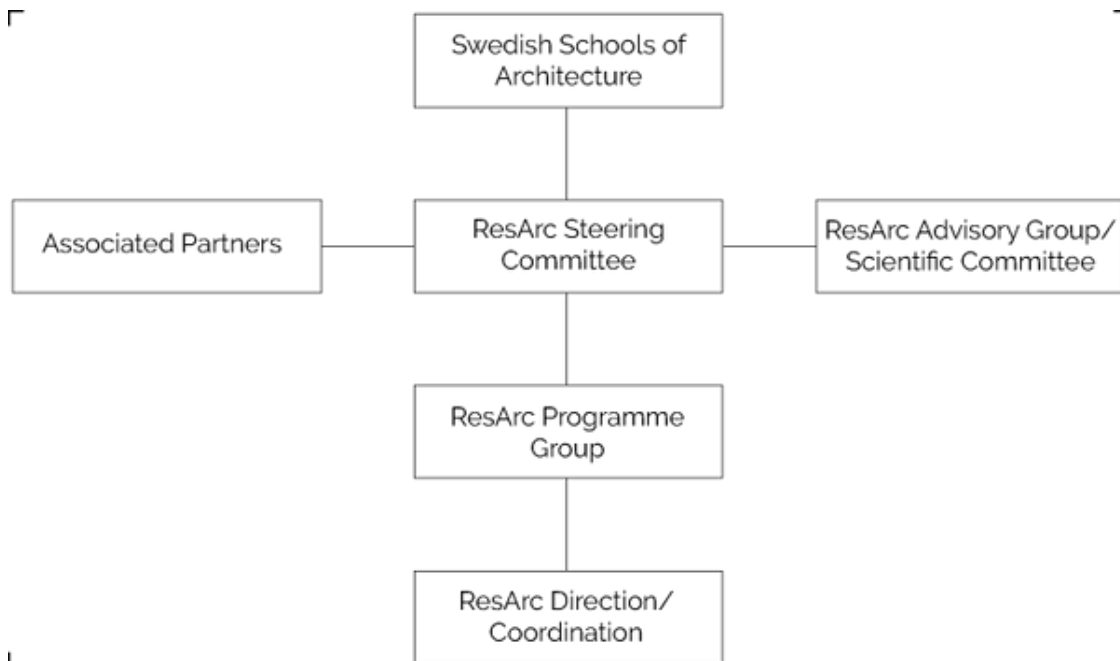 Swedish Schools of
Architecture
Associated Partners
ResArc Steering
Committee
ResArc Advisory Group/
Scientific Committee
ResArc Programme
Group
ResArc Direction/
Coordination